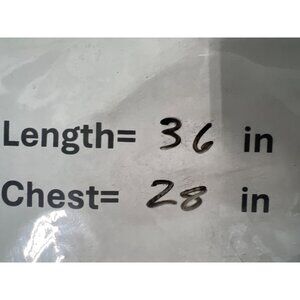 Length= 36 in
Chest= 28 in